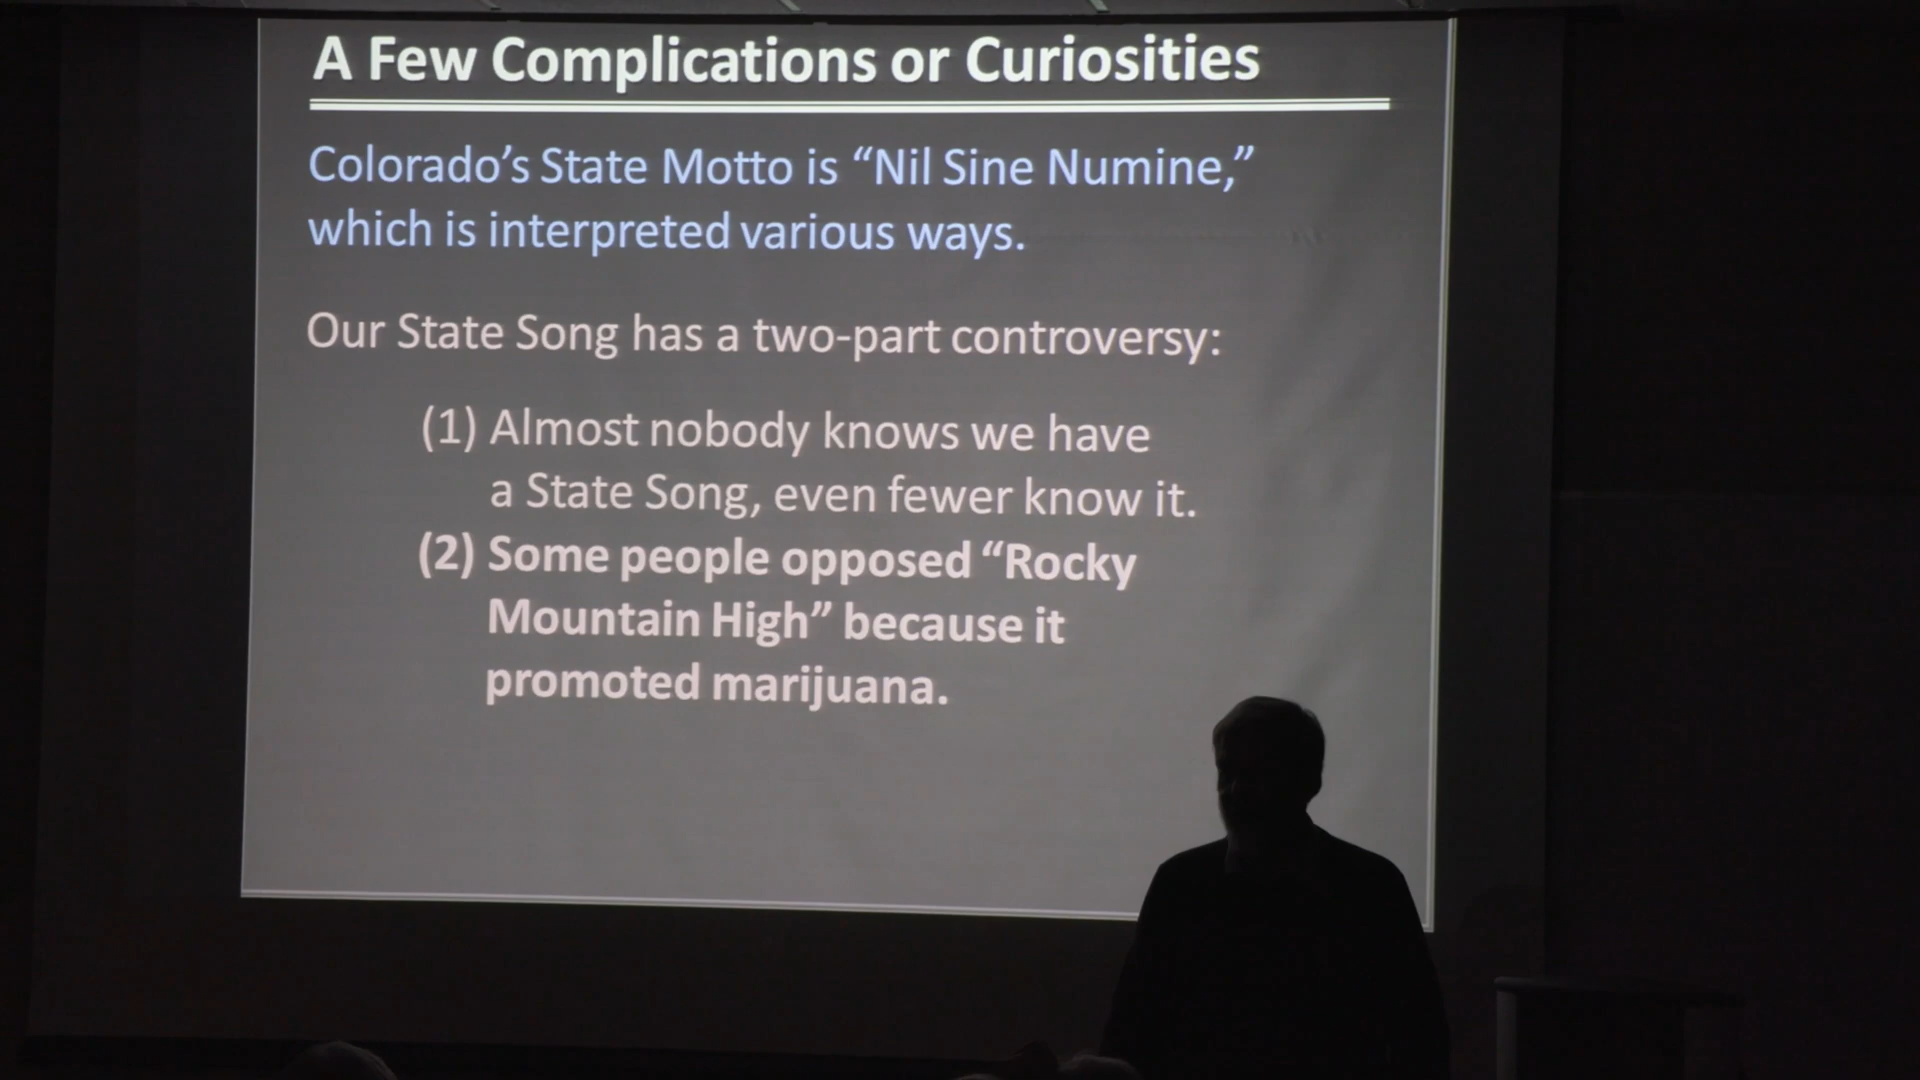 A Few Complications or Curiosities
Colorado’s State Motto is “Nil Sine Numine,”
which is interpreted various ways.
Our State Song has a two-part controversy:
(1) Almost nobody knows we have
a State Song, even fewer know it.
(2) Some people opposed “Rocky
Mountain High” because it
promoted marijuana.